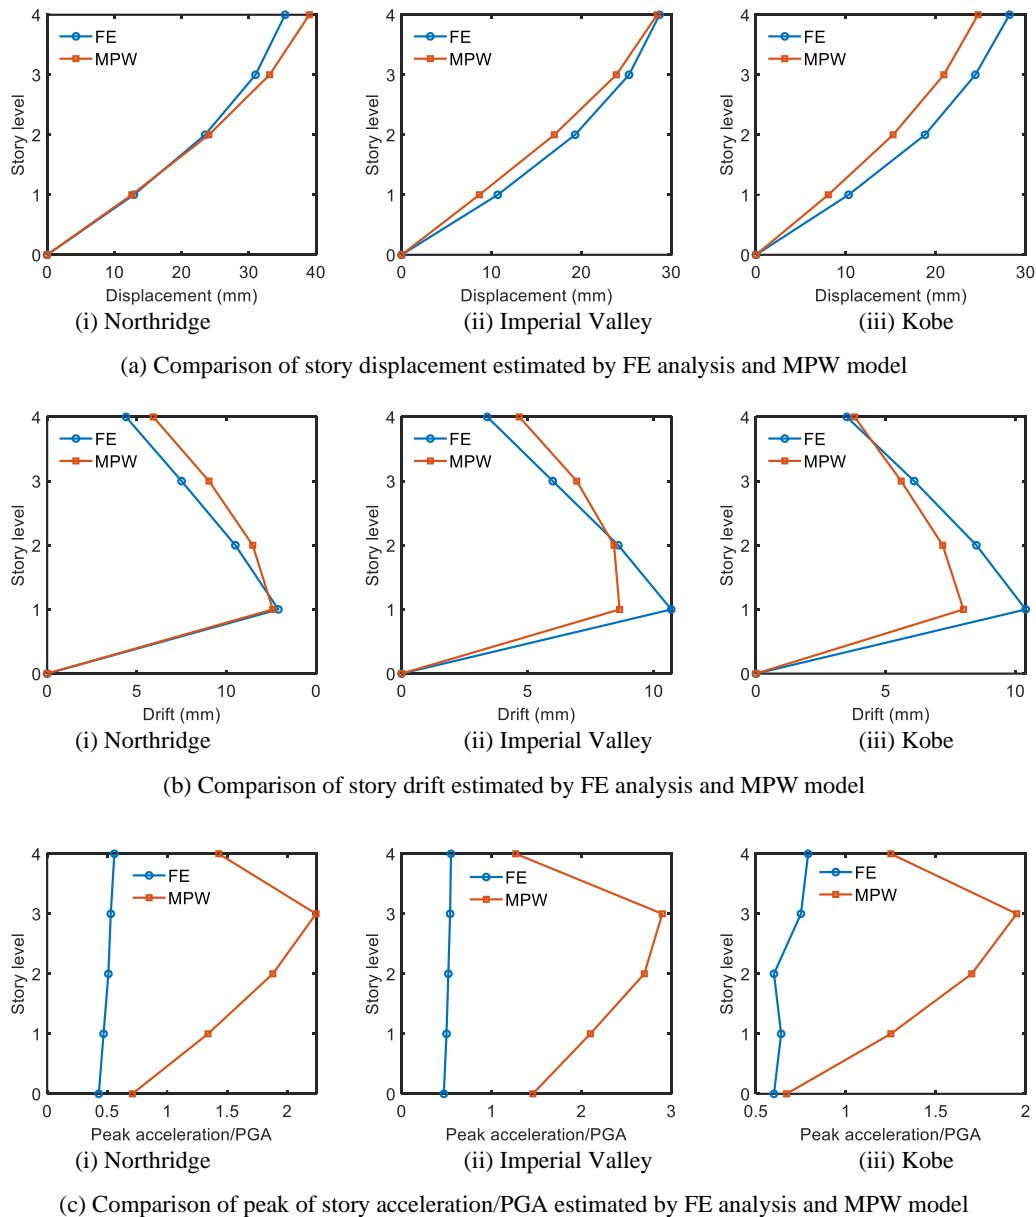 4
3
2
1
0
Story level
FE
MPW
0 10 20 30 40
Displacement (mm)
(i) Northridge
4
3
2
1
0
Story level
FE
MPW
0 10 20 30
Displacement (mm)
(ii) Imperial Valley
4
3
2
1
0
Story level
FE
MPW
0 10 20 30
Displacement (mm)
(iii) Kobe
(a) Comparison of story displacement estimated by FE analysis and MPW model
4
3
2
1
0
Story level
FE
MPW
0 5 10 0
Drift (mm)
(i) Northridge
4
3
2
1
0
Story level
FE
MPW
0 5 10
Drift (mm)
(ii) Imperial Valley
4
3
2
1
0
Story level
FE
MPW
0 5 10
Drift (mm)
(iii) Kobe
(b) Comparison of story drift estimated by FE analysis and MPW model
4
3
2
1
0
Story level
FE
MPW
0 0.5 1 1.5 2
Peak acceleration/PGA
(i) Northridge
4
3
2
1
0
Story level
FE
MPW
0 1 2 3
Peak acceleration/PGA
(ii) Imperial Valley
4
3
2
1
0
Story level
FE
MPW
0.5 1 1.5 2
Peak acceleration/PGA
(iii) Kobe
(c) Comparison of peak of story acceleration/PGA estimated by FE analysis and MPW model